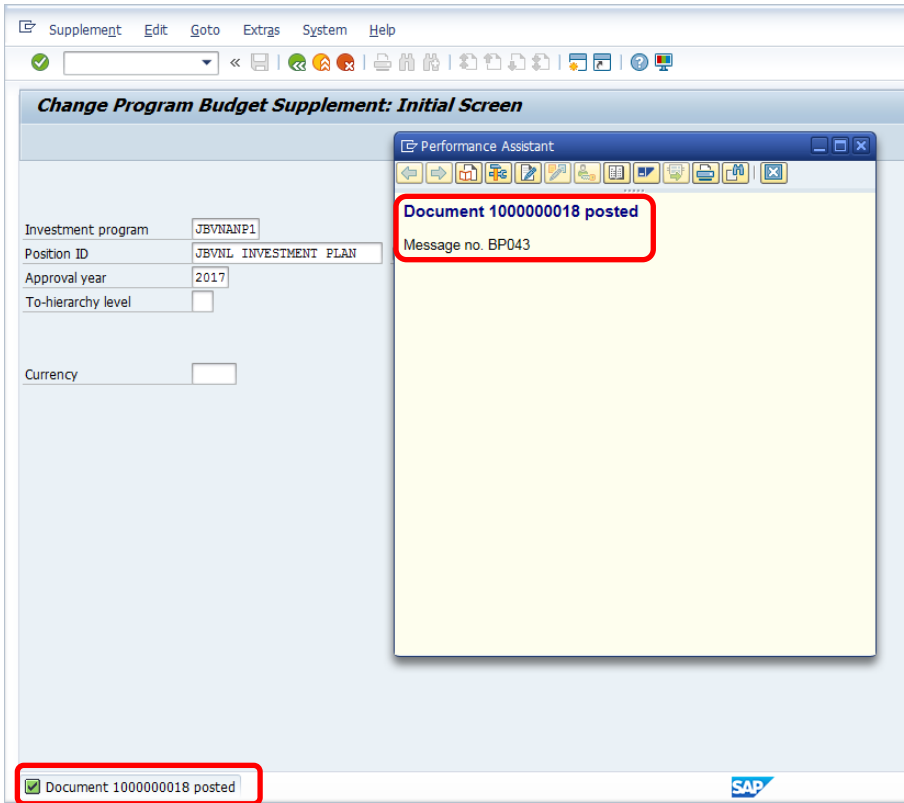 Supplement Edit Goto Extras System Help
Change Program Budget Supplement: Initial Screen
Performance Assistant
Document 1000000018 posted
Message no. BP043
Investment program JBVNANP1
Position ID JBVNL INVESTMENT PLAN
Approval year 2017
To-hierarchy level
Currency
Document 1000000018 posted
SAP